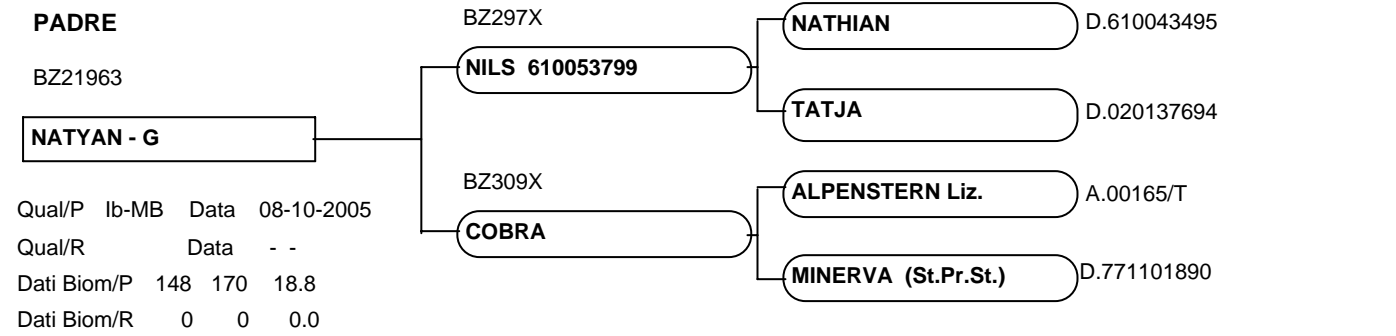 PADRE
BZ21963
NATYAN - G
Qual/P Ib-MB Data 08-10-2005
Qual/R Data - -
Dati Biom/P 148 170 18.8
Dati Biom/R 0 0 0.0
BZ297X
NILS 610053799
BZ309X
COBRA
NATHIAN D.610043495
TATJA D.020137694
ALPENSTERN Liz. A.00165/T
MINERVA (St.Pr.St.) D.771101890